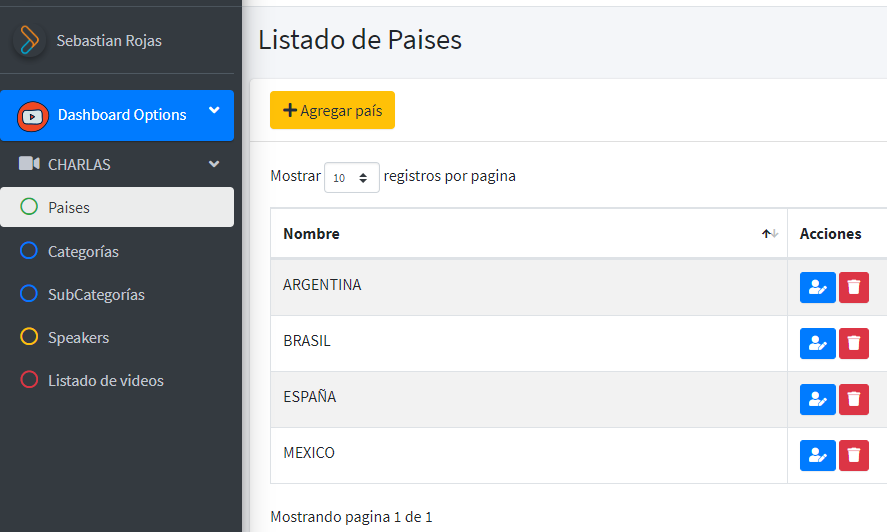 Sebastian Rojas
Dashboard Options
CHARLAS
Paises
Categorías
SubCategorías
Speakers
Listado de videos
Listado de Paises
Agregar país
Mostrar 10 registros por pagina
Nombre Acciones
ARGENTINA
BRASIL
ESPAÑA
MEXICO
Mostrando pagina 1 de 1